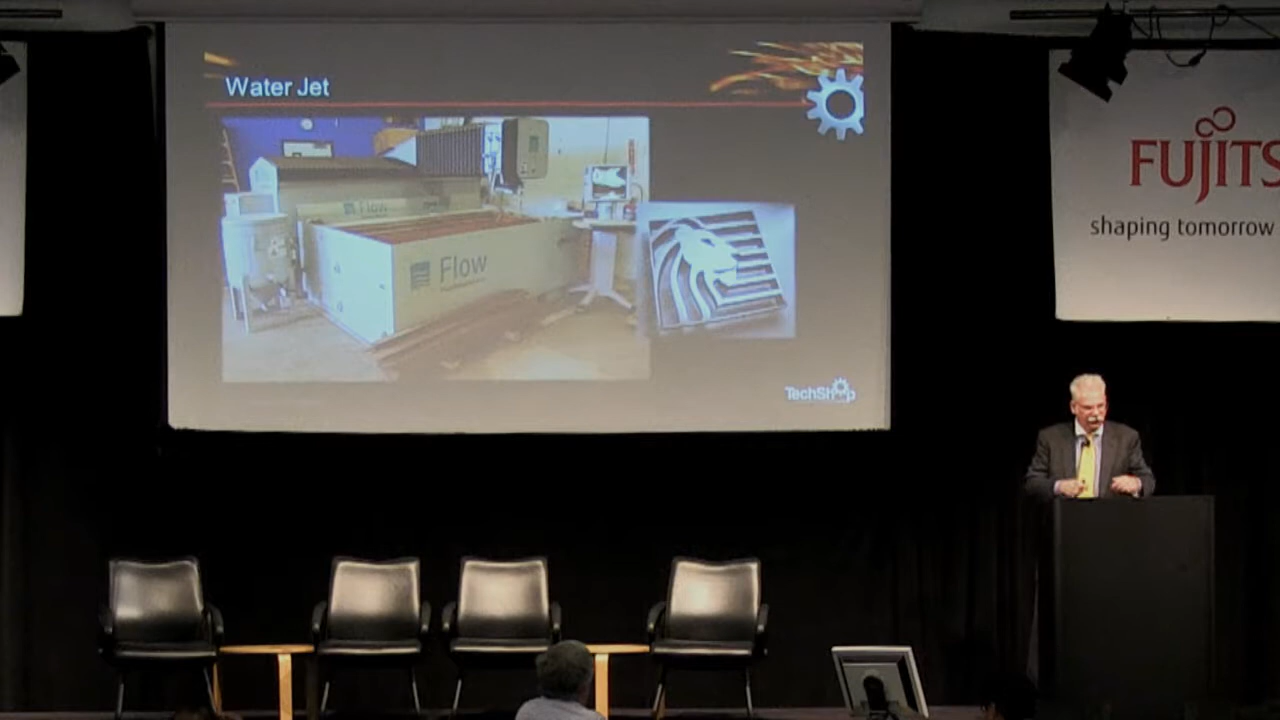 Water Jet
Flow
Flow
TechShop
FUJITS
shaping tomorrow